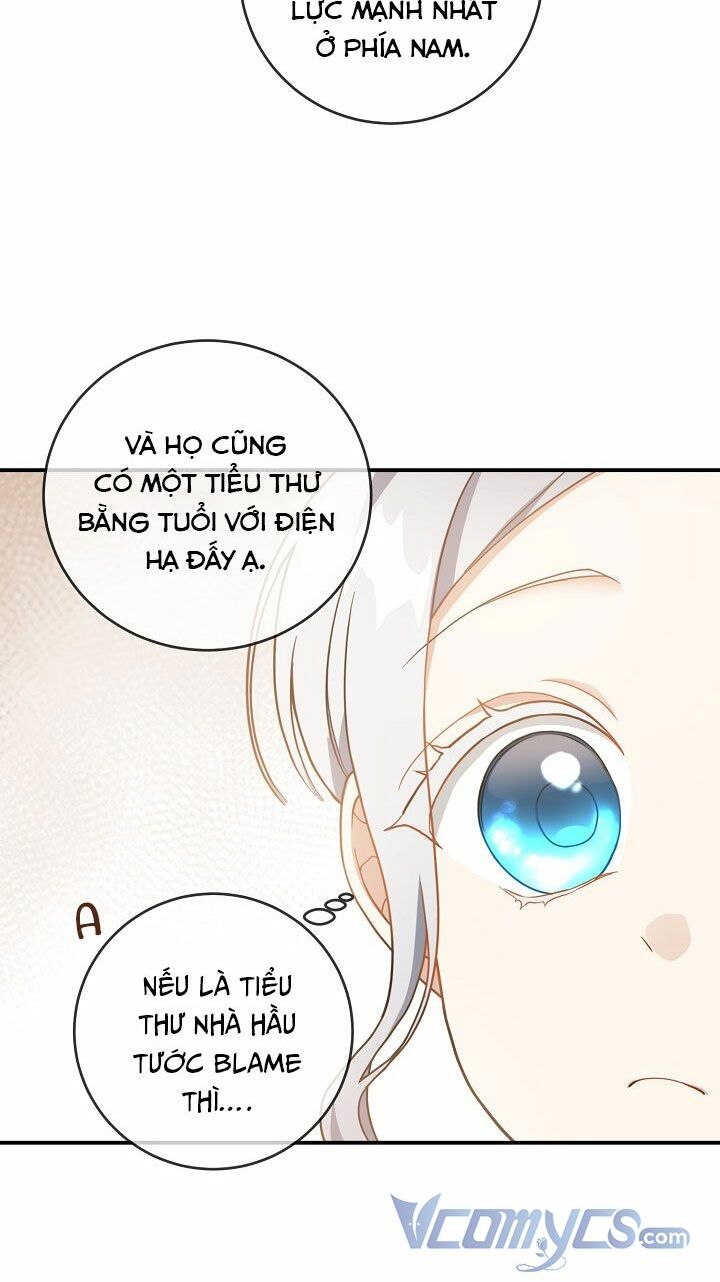 LỰC MẠNH NHẤT
Ở PHÍA NAM.
VÀ HỌ CŨNG
CÓ MỘT TIỂU THƯ
BẰNG TUỔI VỚI ĐIỆN
HẠ ĐẤY Ạ.
A
NẾU LÀ TIỂU
THƯ NHÀ HẦU
TƯỚC BLAME
THÌ....
VCOMYCS.com